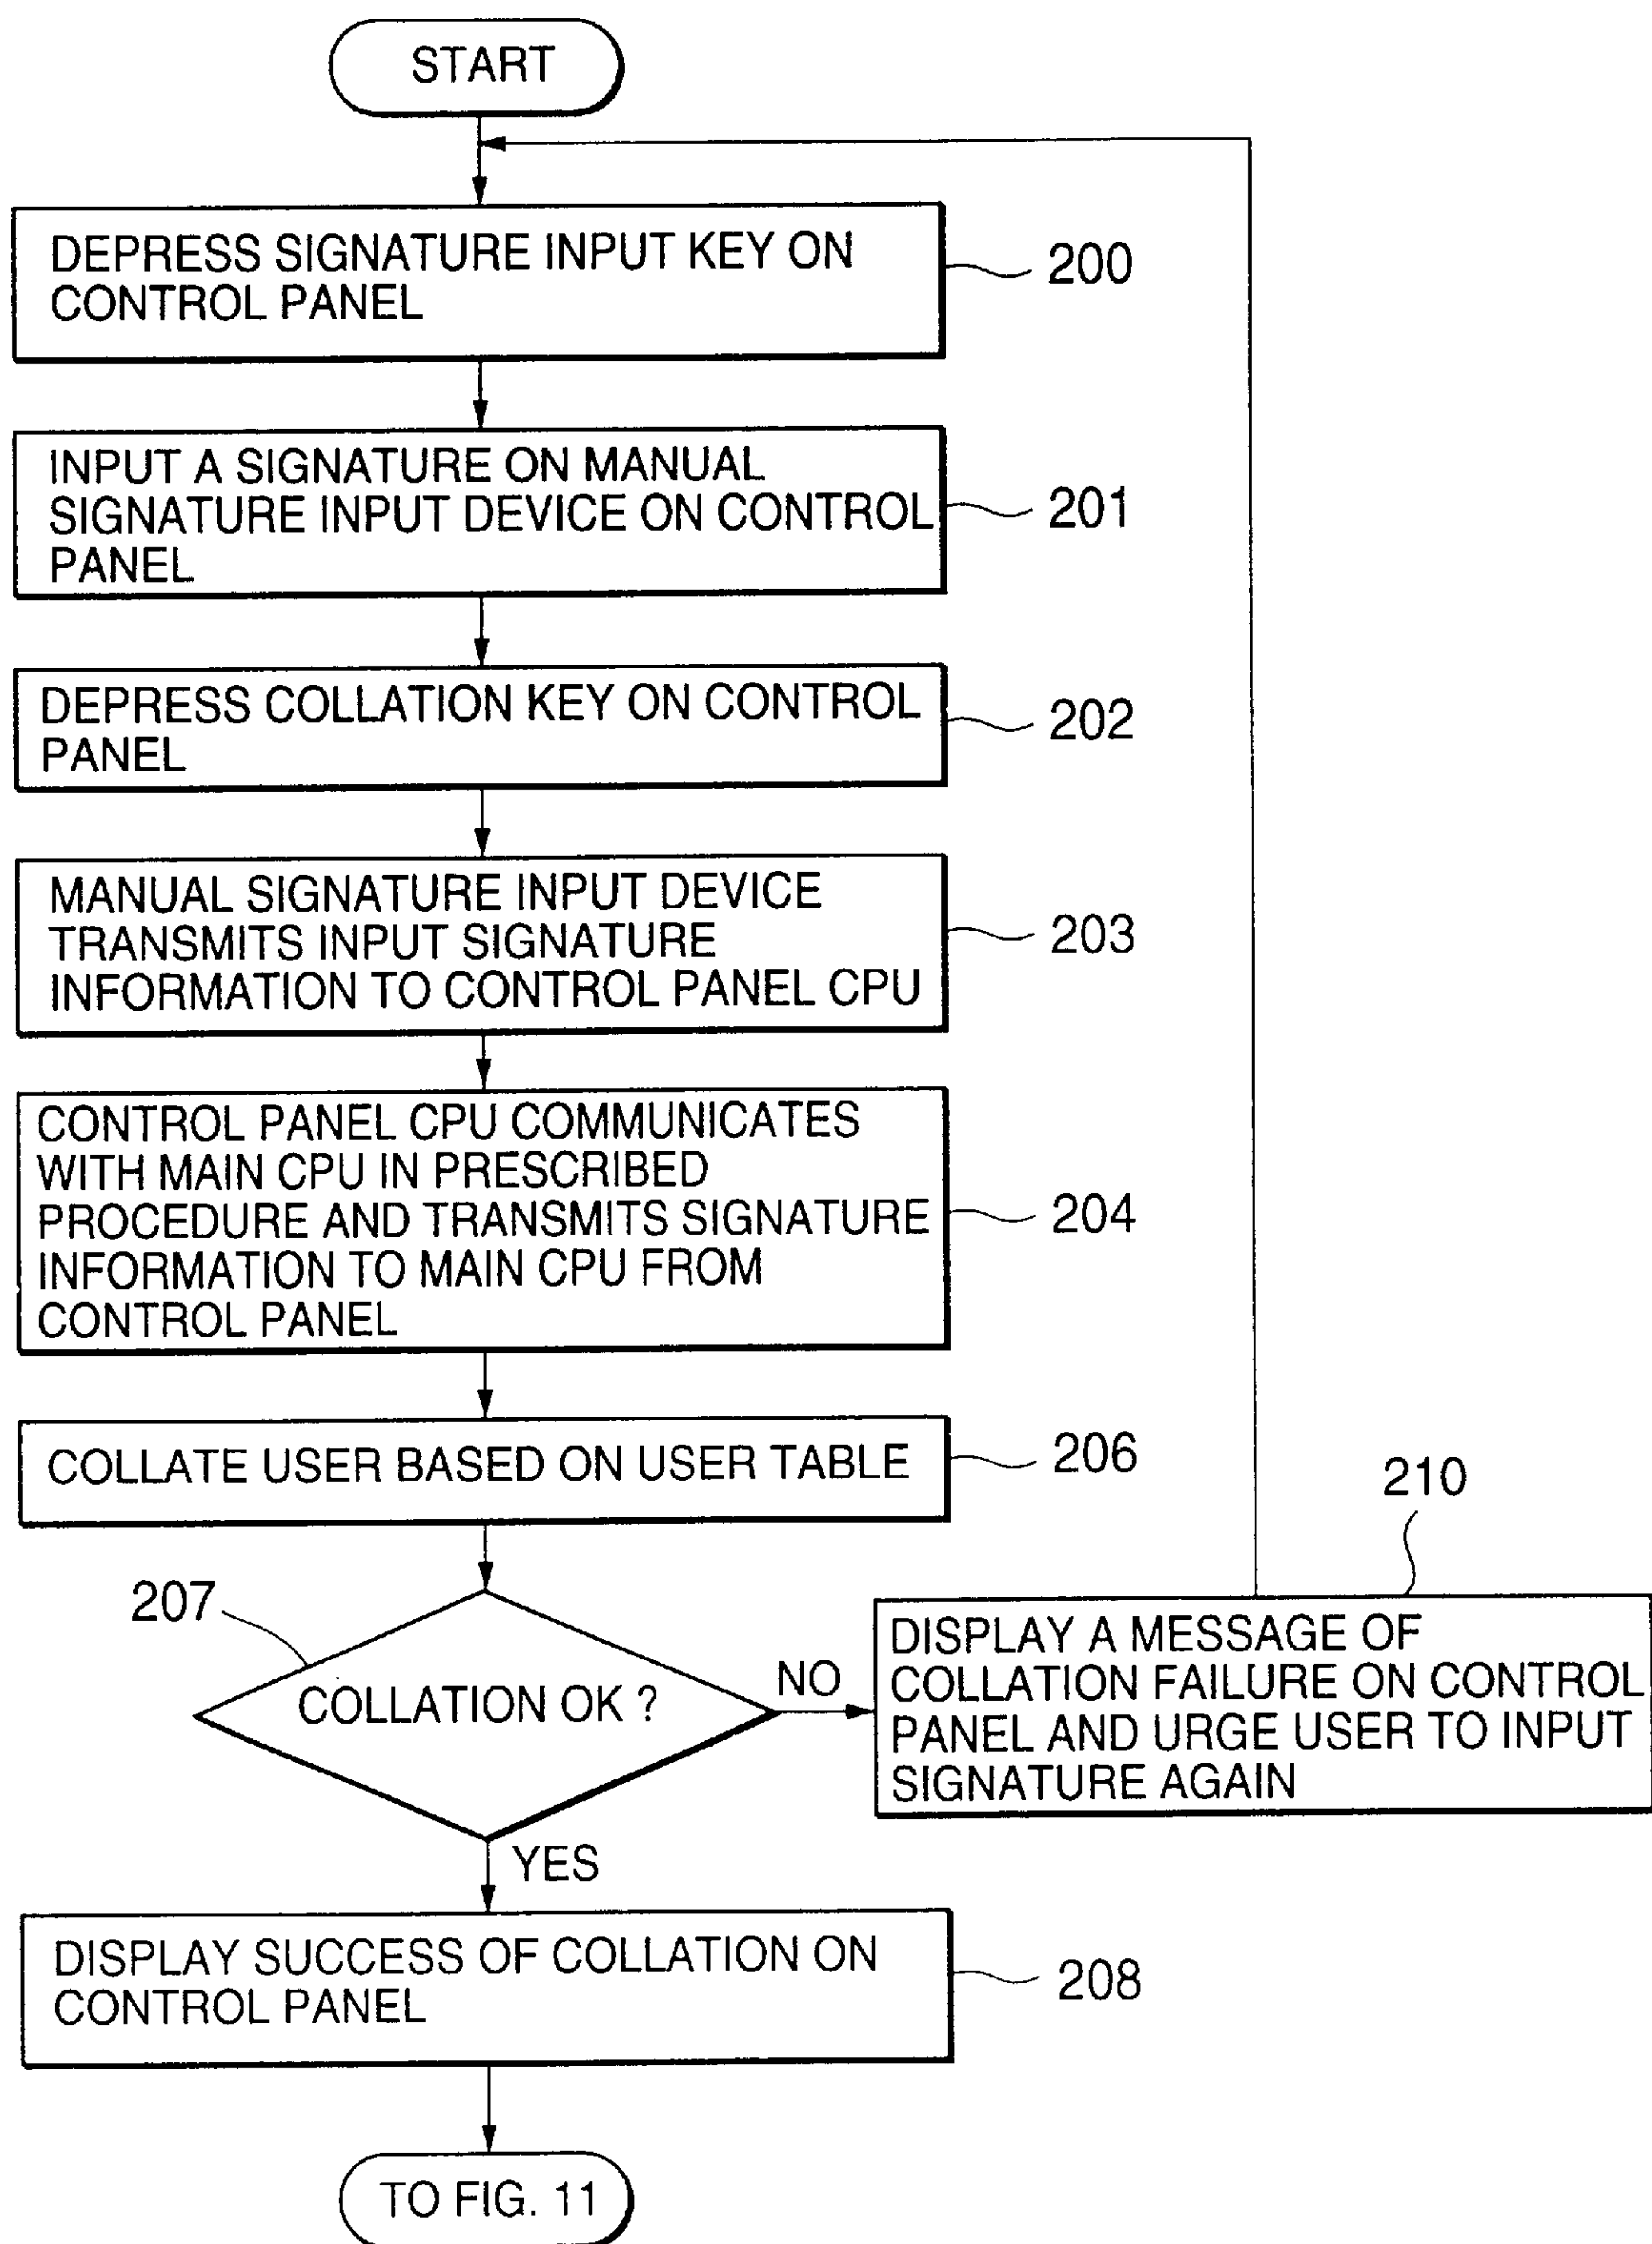 START
DEPRESS SIGNATURE INPUT KEY ON
CONTROL PANEL
200
INPUT A SIGNATURE ON MANUAL
SIGNATURE INPUT DEVICE ON CONTROL
PANEL
201
DEPRESS COLLATION KEY ON CONTROL
PANEL
202
MANUAL SIGNATURE INPUT DEVICE
TRANSMITS INPUT SIGNATURE
INFORMATION TO CONTROL PANEL CPU
203
CONTROL PANEL CPU COMMUNICATES
WITH MAIN CPU IN PRESCRIBED
PROCEDURE AND TRANSMITS SIGNATURE
INFORMATION TO MAIN CPU FROM
CONTROL PANEL
204
COLLATE USER BASED ON USER TABLE
206
207
COLLATION OK ?
NO
210
DISPLAY A MESSAGE OF
COLLATION FAILURE ON CONTROL
PANEL AND URGE USER TO INPUT
SIGNATURE AGAIN
YES
DISPLAY SUCCESS OF COLLATION ON
CONTROL PANEL
208
TO FIG. 11